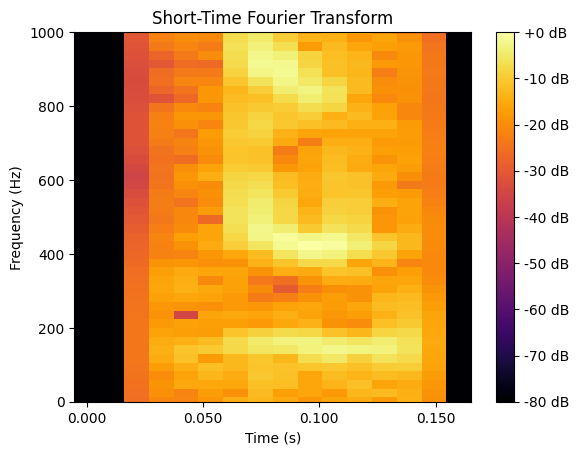 Short-Time Fourier Transform
1000
800
600
400
200
0
Frequency (Hz)
0.000
0.050
0.100
0.150
Time (s)
+0 dB
-10 dB
-20 dB
-30 dB
-40 dB
-50 dB
-60 dB
-70 dB
-80 dB